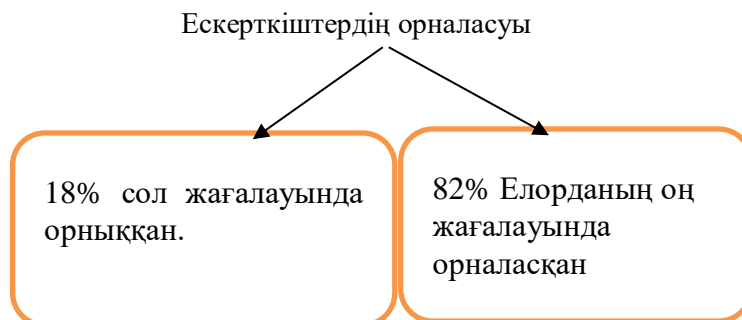 Ескерткіштердің орналасуы
18% сол жағалауында
орныққан.
82% Елорданың оң
жағалауында
орналасқан